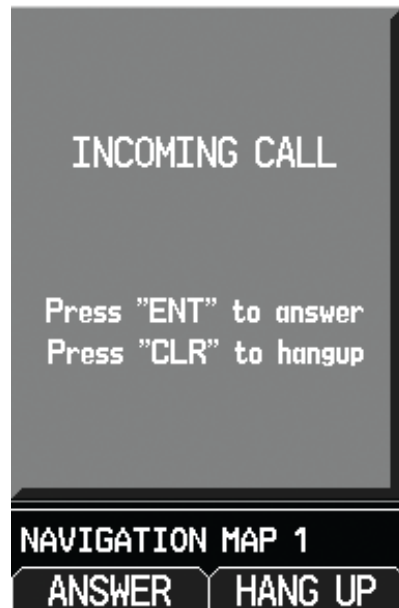 INCOMING CALL
Press ”ENT” to answer
Press ”CLR” to hangup
NAVIGATION MAP 1
ANSWER HANG UP